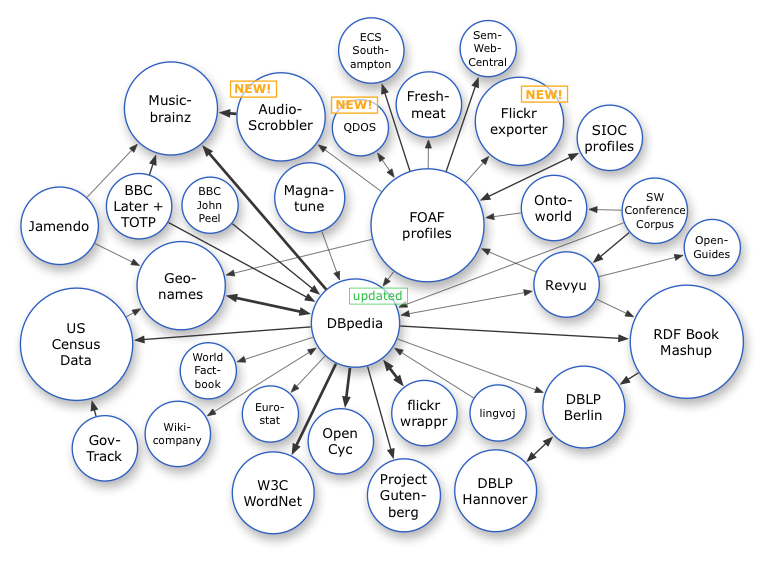 ECS
South-
ampton
Sem-
Web-
Central
NEW!
NEW!
NEW!
Music-
brainz
Audio-
Scrobbler
QDOS
Fresh-
meat
Flickr
exporter
SIOC
profiles
BBC
Later +
TOTP
BBC
John
Peel
Magna-
tune
FOAF
profiles
Onto-
world
SW
Conference
Corpus
Jamendo
Open-
Guides
Geo-
names
Revyu
updated
DBpedia
US
Census
Data
RDF Book
Mashup
World
Fact-
book
Euro-
stat
flickr
wrappr
lingvoj
DBLP
Berlin
Wiki-
company
Open
Cyc
Gov-
Track
W3C
WordNet
Project
Guten-
berg
DBLP
Hannover